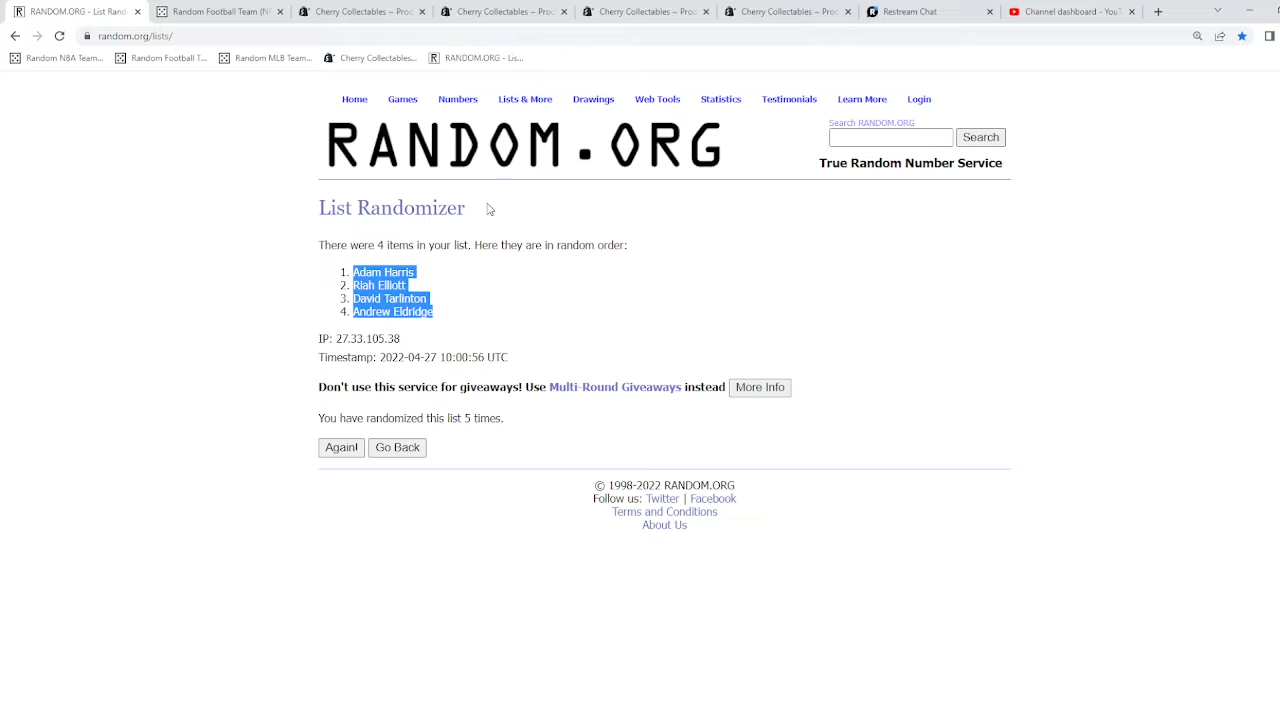 RANDOM.ORG - List Rand
Random Football Team (N
Cherry Collectables ~ Proc
Cherry Collectables ~ Proc
Cherry Collectables ~ Proc
Cherry Collectables ~ Proc
Restream Chat
Channel dashboard - YouT
random.org/lists/
Random NBA Team...
Random Football T...
Random MLB Team...
Cherry Collectables...
RANDOM.ORG - Lis...
Home Games Numbers Lists & More Drawings Web Tools Statistics Testimonials Learn More Login
RANDOM.ORG
Search RANDOM.ORG
Search
True Random Number Service
List Randomizer
There were 4 items in your list. Here they are in random order:
1. Adam Harris
2. Riah Elliott
3. David Tarlinton
4. Andrew Eldridge
IP: 27.33.105.38
Timestamp: 2022-04-27 10:00:56 UTC
Don't use this service for giveaways! Use Multi-Round Giveaways instead More Info
You have randomized this list 5 times.
Again! Go Back
© 1998-2022 RANDOM.ORG
Follow us: Twitter | Facebook
Terms and Conditions
About Us